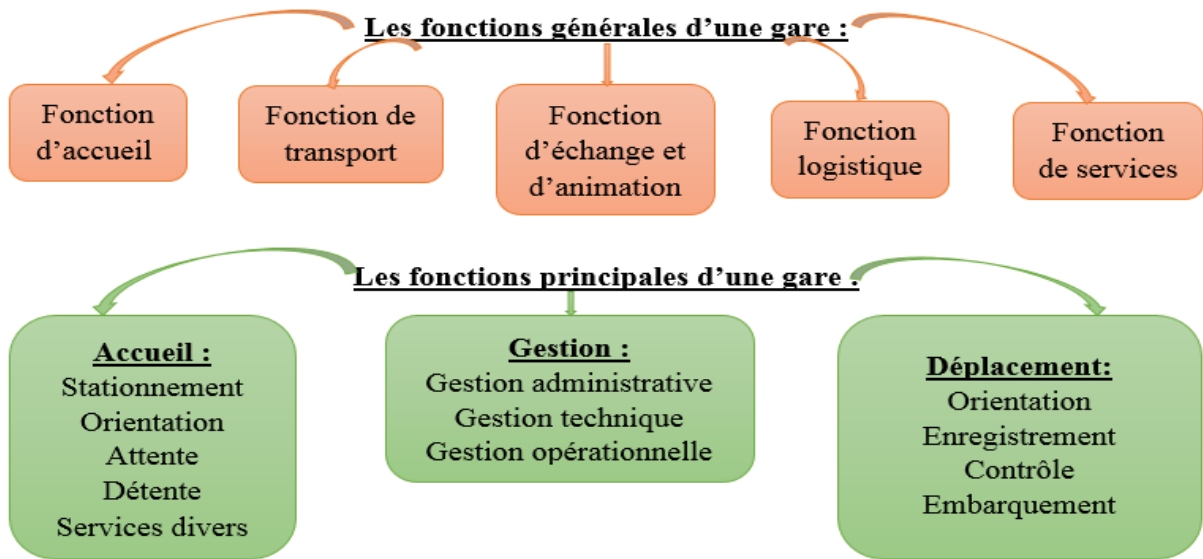 Les fonctions générales d’une gare :
Fonction
d’accueil
Fonction de
transport
Fonction
d’échange et
d’animation
Fonction
logistique
Fonction
de services
Les fonctions principales d’une gare :
Accueil :
Stationnement
Orientation
Attente
Détente
Services divers
Gestion :
Gestion administrative
Gestion technique
Gestion opérationnelle
Déplacement:
Orientation
Enregistrement
Contrôle
Embarquement